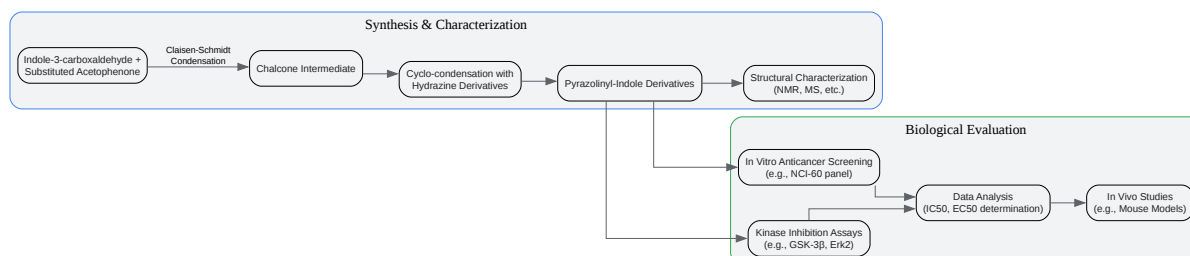 Synthesis & Characterization
Indole-3-carboxaldehyde +
Substituted Acetophenone
Claisen-Schmidt
Condensation
Chalcone Intermediate
Cyclo-condensation with
Hydrazine Derivatives
Pyrazolinyl-Indole Derivatives
Structural Characterization
(NMR, MS, etc.)
Biological Evaluation
In Vitro Anticancer Screening
(e.g., NCI-60 panel)
Kinase Inhibition Assays
(e.g., GSK-3β, Erk2)
Data Analysis
(IC50, EC50 determination)
In Vivo Studies
(e.g., Mouse Models)